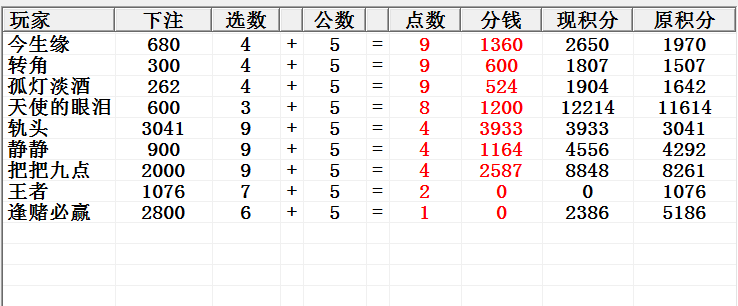 玩家 下注 选数 公数 点数 分钱 现积分 原积分
今生缘 680 4 + 5 = 9 1360 2650 1970
转角 300 4 + 5 = 9 600 1807 1507
孤灯淡酒 262 4 + 5 = 9 524 1904 1642
天使的眼泪 600 3 + 5 = 8 1200 12214 11614
轨头 3041 9 + 5 = 4 3933 3933 3041
静静 900 9 + 5 = 4 1164 4556 4292
把把九点 2000 9 + 5 = 4 2587 8848 8261
王者 1076 7 + 5 = 2 0 0 1076
逢赌必赢 2800 6 + 5 = 1 0 2386 5186